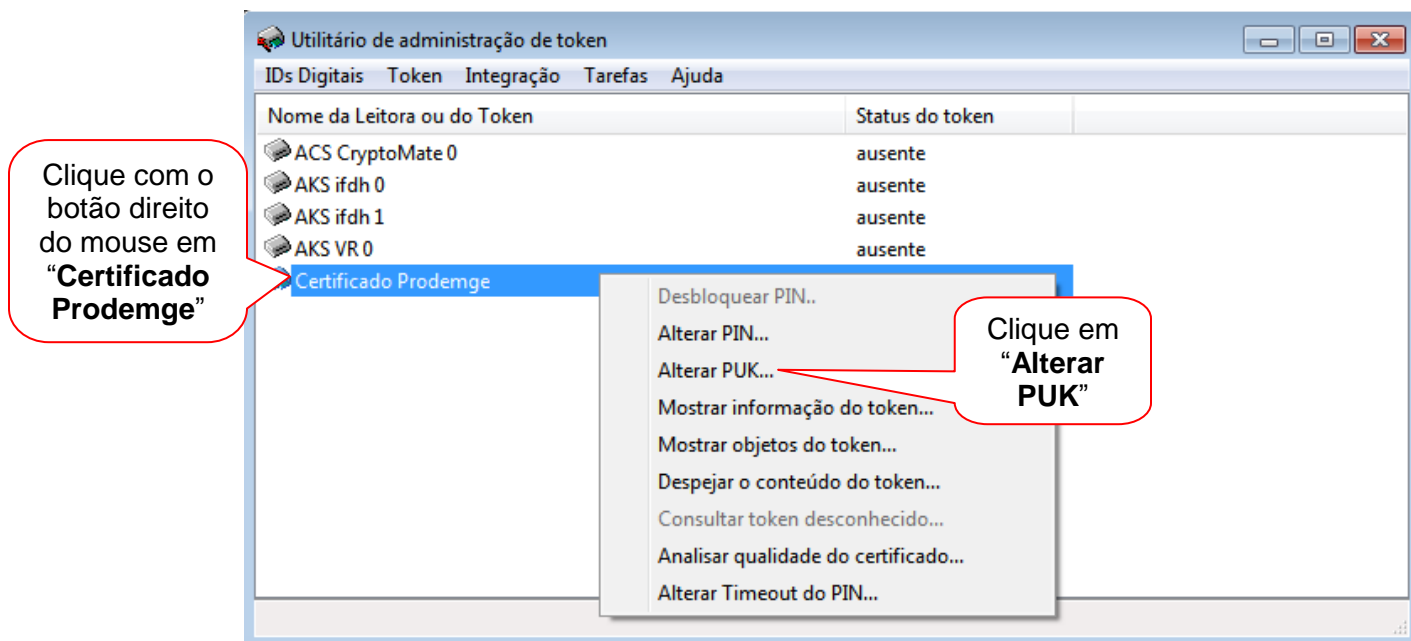 Utilitário de administração de token
IDs Digitais Token Integração Tarefas Ajuda
Nome da Leitora ou do Token Status do token
ACS CryptoMate 0 ausente
AKS ifdh 0 ausente
AKS ifdh 1 ausente
AKS VR 0 ausente
Certificado Prodemge
Clique com o
botão direito
do mouse em
“Certificado
Prodemge”
Desbloquear PIN..
Alterar PIN...
Alterar PUK...
Mostrar informação do token...
Mostrar objetos do token...
Despejar o conteúdo do token...
Consultar token desconhecido...
Analisar qualidade do certificado...
Alterar Timeout do PIN...
Clique em
“Alterar
PUK”